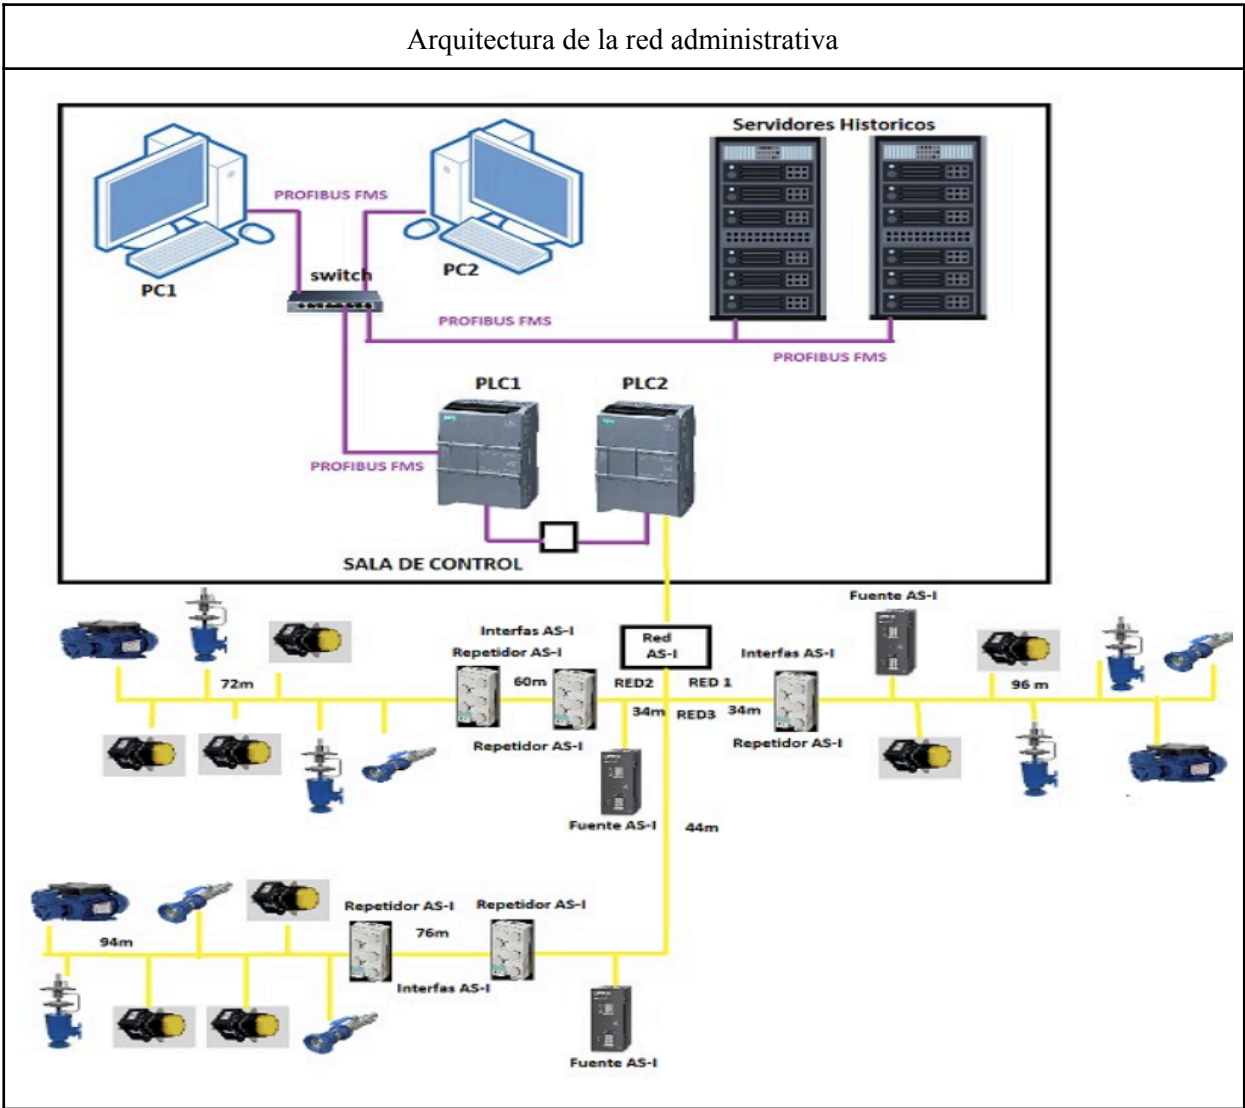 Arquitectura de la red administrativa
Servidores Historicos
PROFIBUS FMS
PC1
switch
PC2
PROFIBUS FMS
PROFIBUS FMS
PLC1
PLC2
PROFIBUS FMS
SALA DE CONTROL
Fuente AS-I
Interfas AS-I
Repetidor AS-I
60m
Red
AS-I
Interfas AS-I
72m
RED2
RED 1
96 m
34m
RED3
34m
Repetidor AS-I
Repetidor AS-I
Fuente AS-I
44m
Repetidor AS-I
Repetidor AS-I
94m
76m
Interfas AS-I
Fuente AS-I